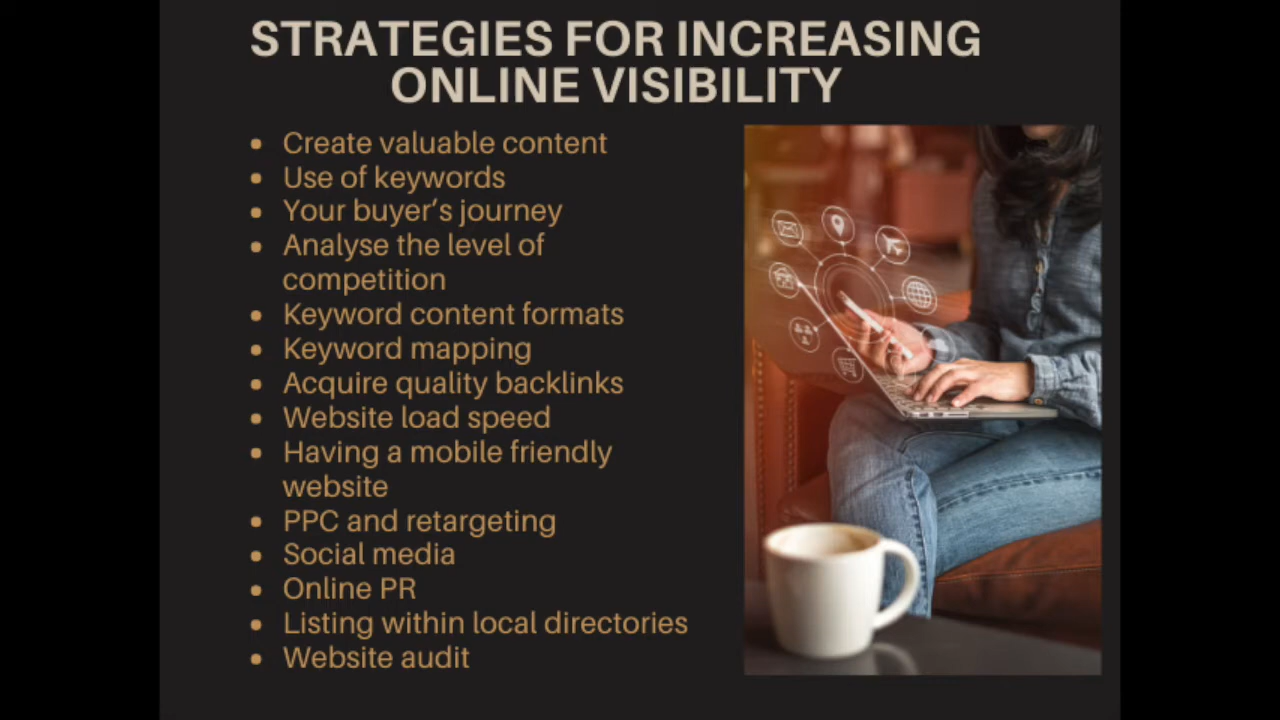 STRATEGIES FOR INCREASING
ONLINE VISIBILITY
• Create valuable content
• Use of keywords
• Your buyer’s journey
• Analyse the level of
competition
• Keyword content formats
• Keyword mapping
• Acquire quality backlinks
• Website load speed
• Having a mobile friendly
website
• PPC and retargeting
• Social media
• Online PR
• Listing within local directories
• Website audit